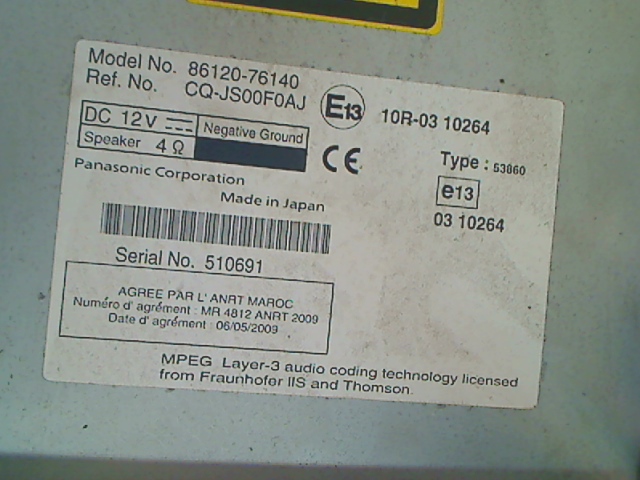 Model No. 86120-76140
Ref. No. CQ-JS00F0AJ
E13
10R-03 10264
DC 12V
Negative Ground
Speaker 4Ω
CE
Type : 53860
e13
03 10264
Panasonic Corporation
Made in Japan
Serial No. 510691
AGREE PAR L' ANRT MAROC
Numéro d' agrément : MR 4812 ANRT 2009
Date d' agrément : 06/05/2009
MPEG Layer-3 audio coding technology licensed
from Fraunhofer IIS and Thomson.